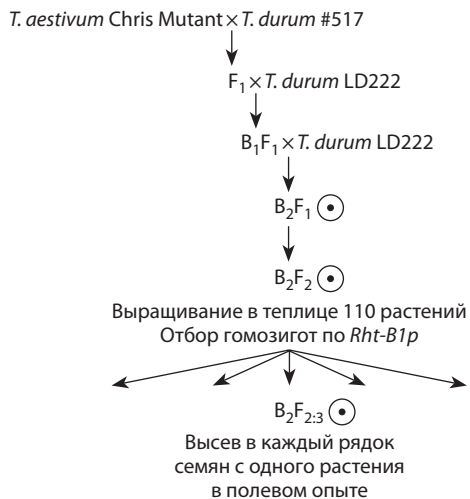 T. aestivum Chris Mutant × T. durum #517
F1 × T. durum LD222
B1F1 × T. durum LD222
B2F1
B2F2
Выращивание в теплице 110 растений
Отбор гомозигот по Rht-B1p
B2F2:3
Высев в каждый рядок
семян с одного растения
в полевом опыте